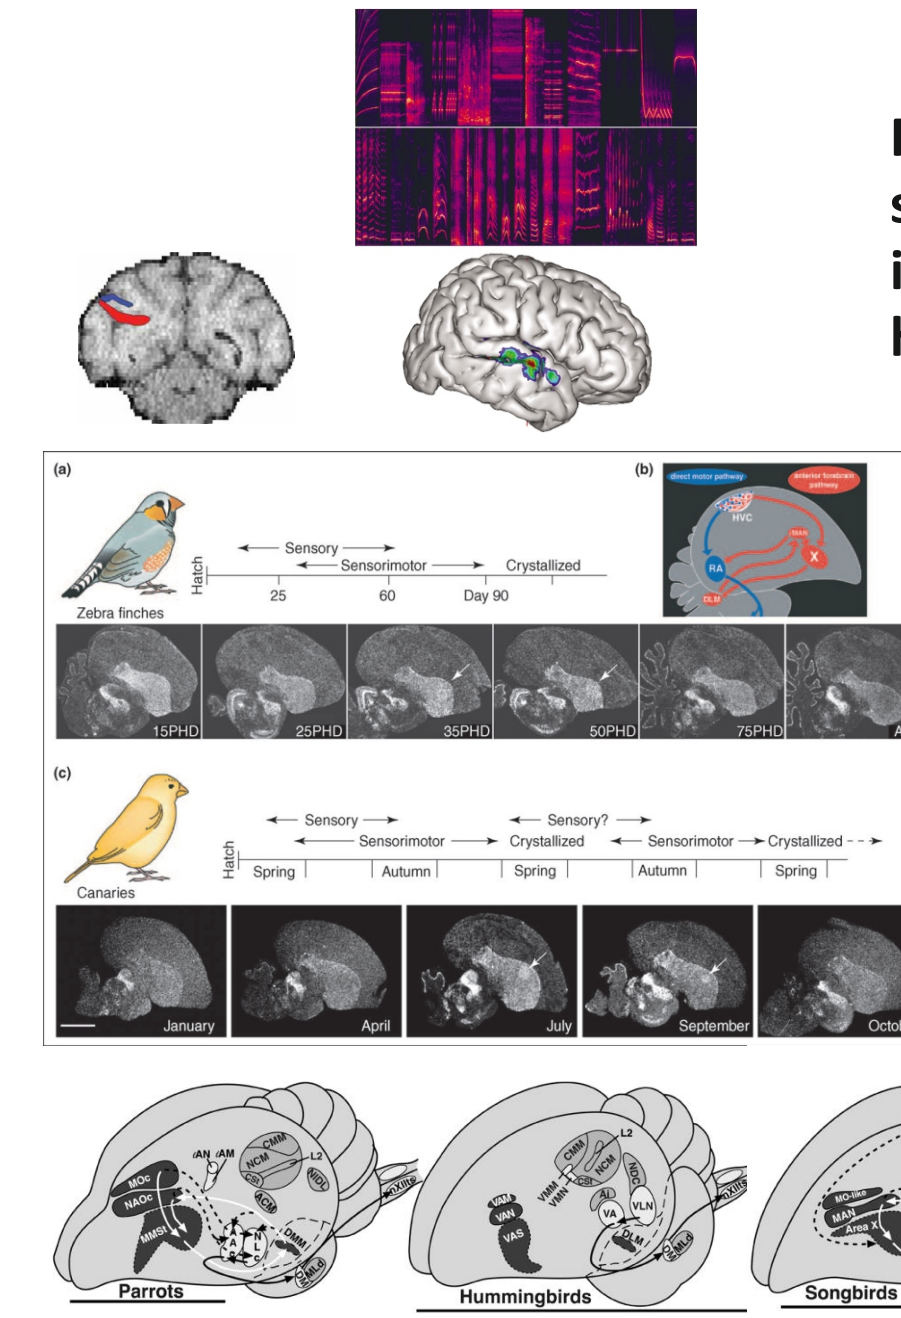 (a)
(b)
direct motor pathway
anterior forebrain
pathway
HVC
X
RA
DLM
Hatch
Sensory
Sensorimotor
Crystallized
25
60
Day 90
Zebra finches
15PHD
25PHD
35PHD
50PHD
75PHD
(c)
Hatch
Sensory
Sensory?
Sensorimotor
Crystallized
Sensorimotor
Crystallized
Spring
Autumn
Spring
Autumn
Spring
Canaries
January
April
July
September
MOc
NAOc
MMSt
CMM
NCM
L2
cst
ACM
NIDL
DMM
DM
MLd
nXIIts
Parrots
VAM
VAN
VAS
VMM
VMN
CMM
NCM
L2
cst
NDC
Ai
VA
VLN
DLM
DM
MLd
nXIIts
Hummingbirds
MO-like
MAN
Area X
Songbirds